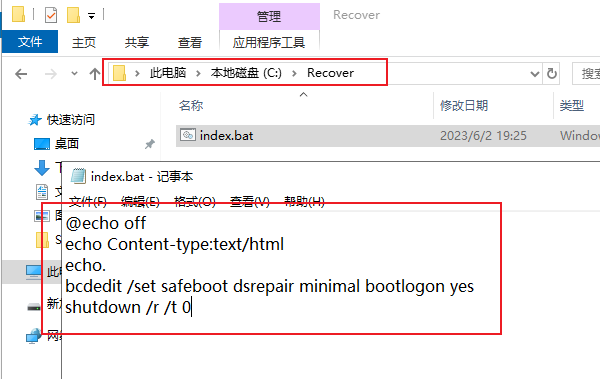 管理
Recover
文件
主页
共享
查看
应用程序工具
此电脑
本地磁盘 (C:)
Recover
搜索
名称
修改日期
类型
快速访问
index.bat
2023/6/2 19:25
Window
桌面
index.bat - 记事本
文件(F) 编辑(E) 格式(O) 查看(V) 帮助(H)
@echo off
echo Content-type:text/html
echo.
bcdedit /set safeboot dsrepair minimal bootlogon yes
shutdown /r /t 0
此电
新加
网络